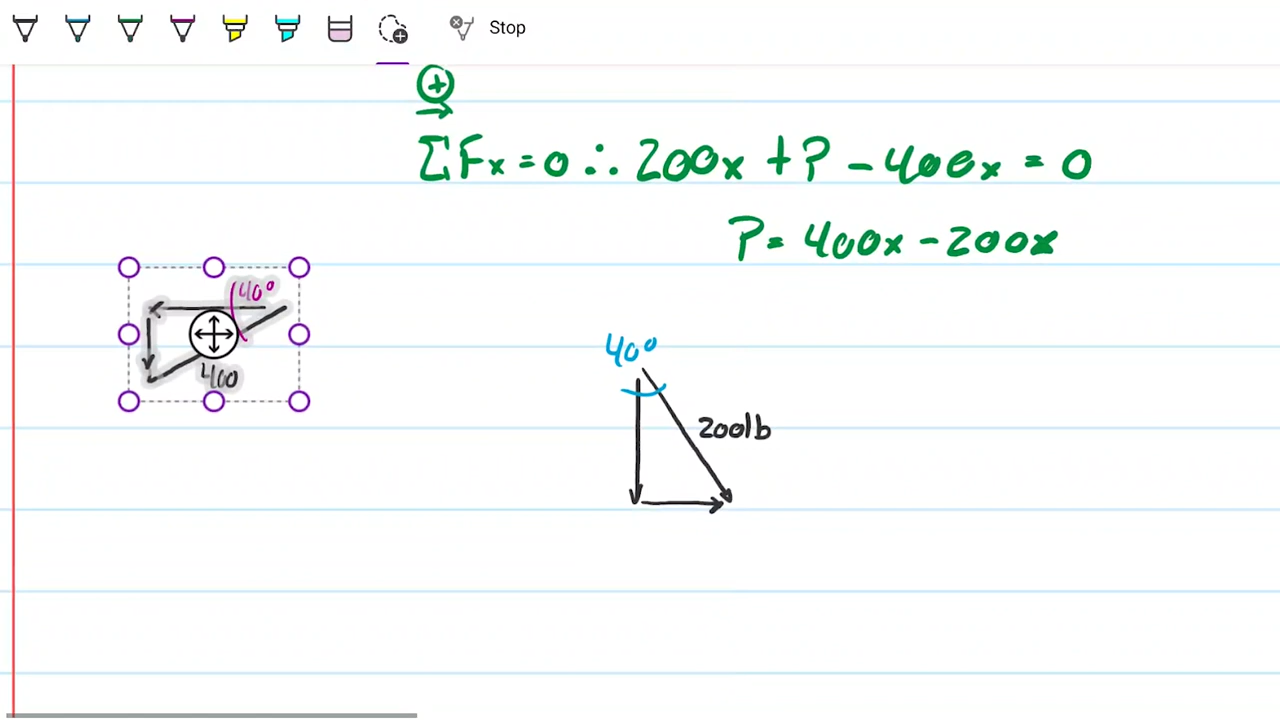 Stop
+
→
ΣFx = 0 ∴ 200x + P - 400x = 0
P = 400x - 200x
40°
400
40°
200lb